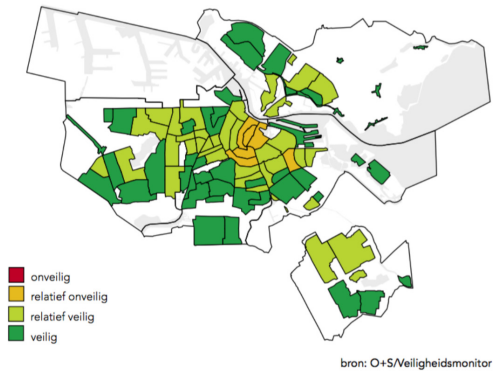 onveilig
relatief onveilig
relatief veilig
veilig
bron: O+S/Veiligheidsmonitor